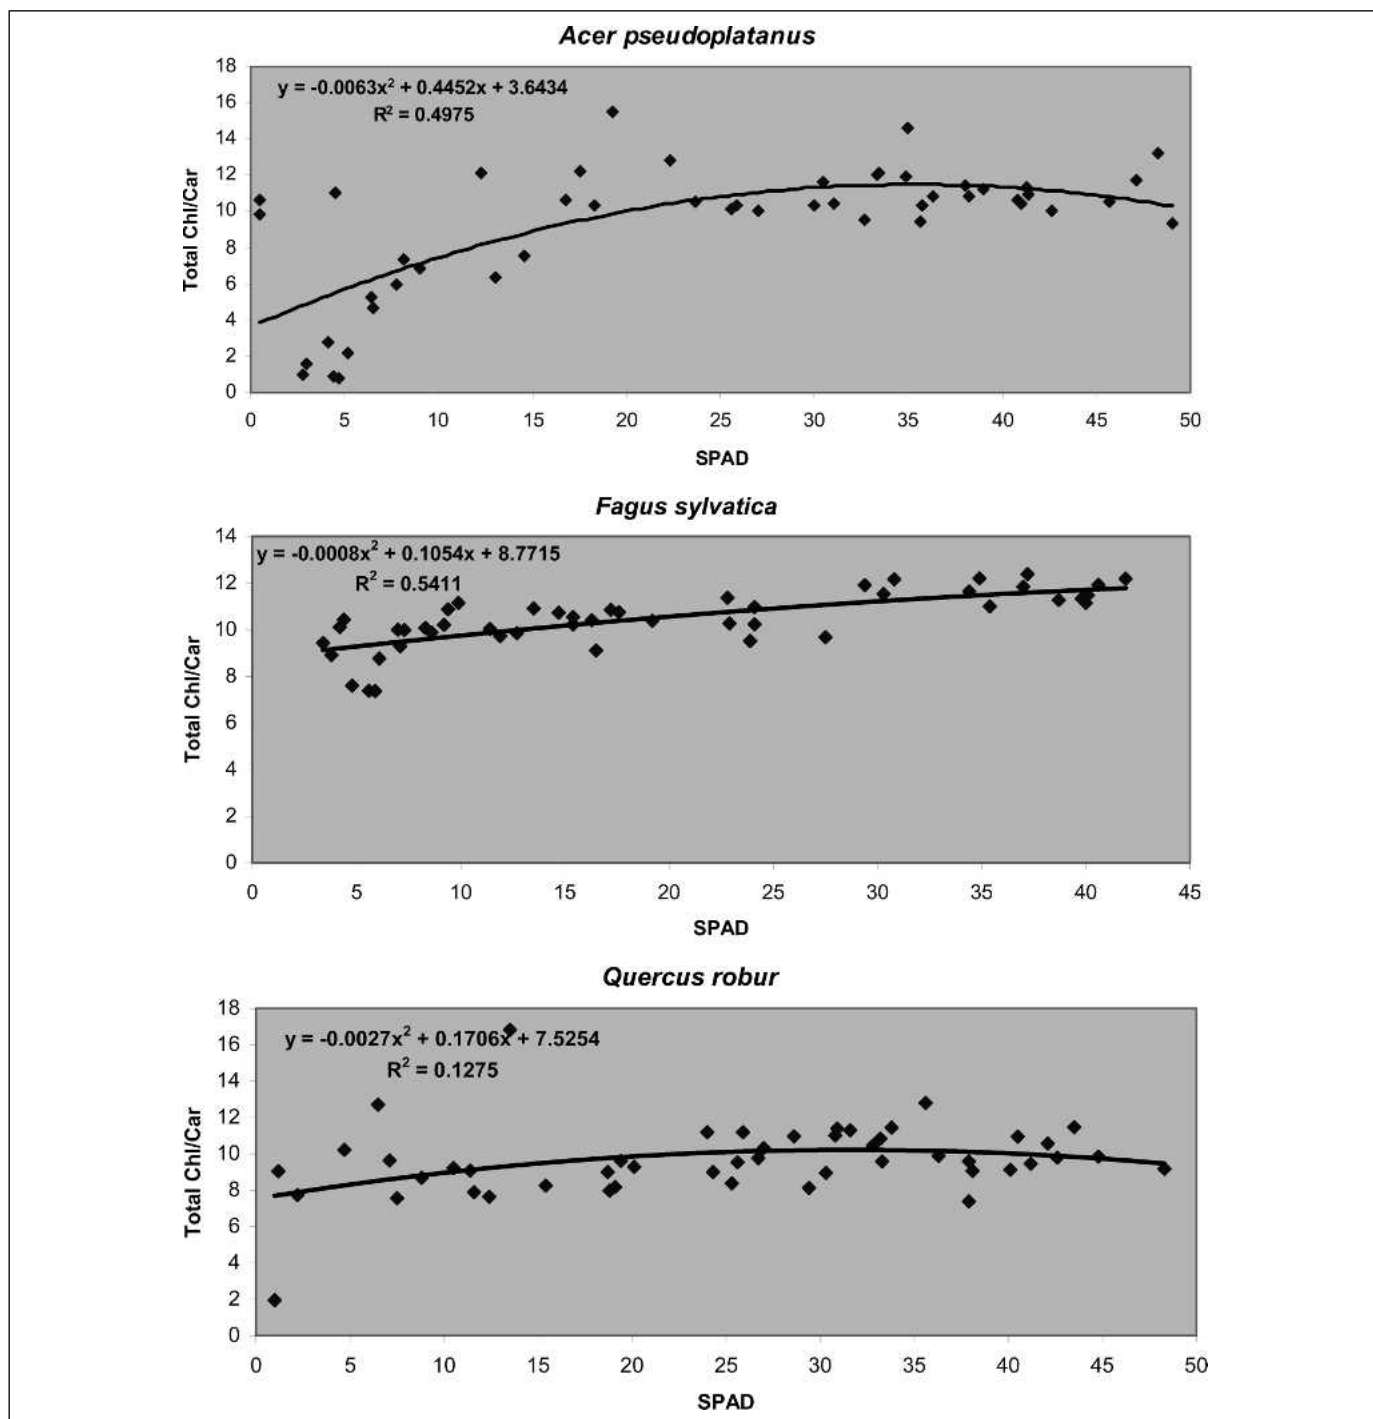 Acer pseudoplatanus
y = -0.0063x² + 0.4452x + 3.6434
R² = 0.4975
Total Chl/Car
18
16
14
12
10
8
6
4
2
0
0 5 10 15 20 25 30 35 40 45 50
SPAD
Fagus sylvatica
y = -0.0008x² + 0.1054x + 8.7715
R² = 0.5411
Total Chl/Car
14
12
10
8
6
4
2
0
0 5 10 15 20 25 30 35 40 45
SPAD
Quercus robur
y = -0.0027x² + 0.1706x + 7.5254
R² = 0.1275
Total Chl/Car
18
16
14
12
10
8
6
4
2
0
0 5 10 15 20 25 30 35 40 45 50
SPAD